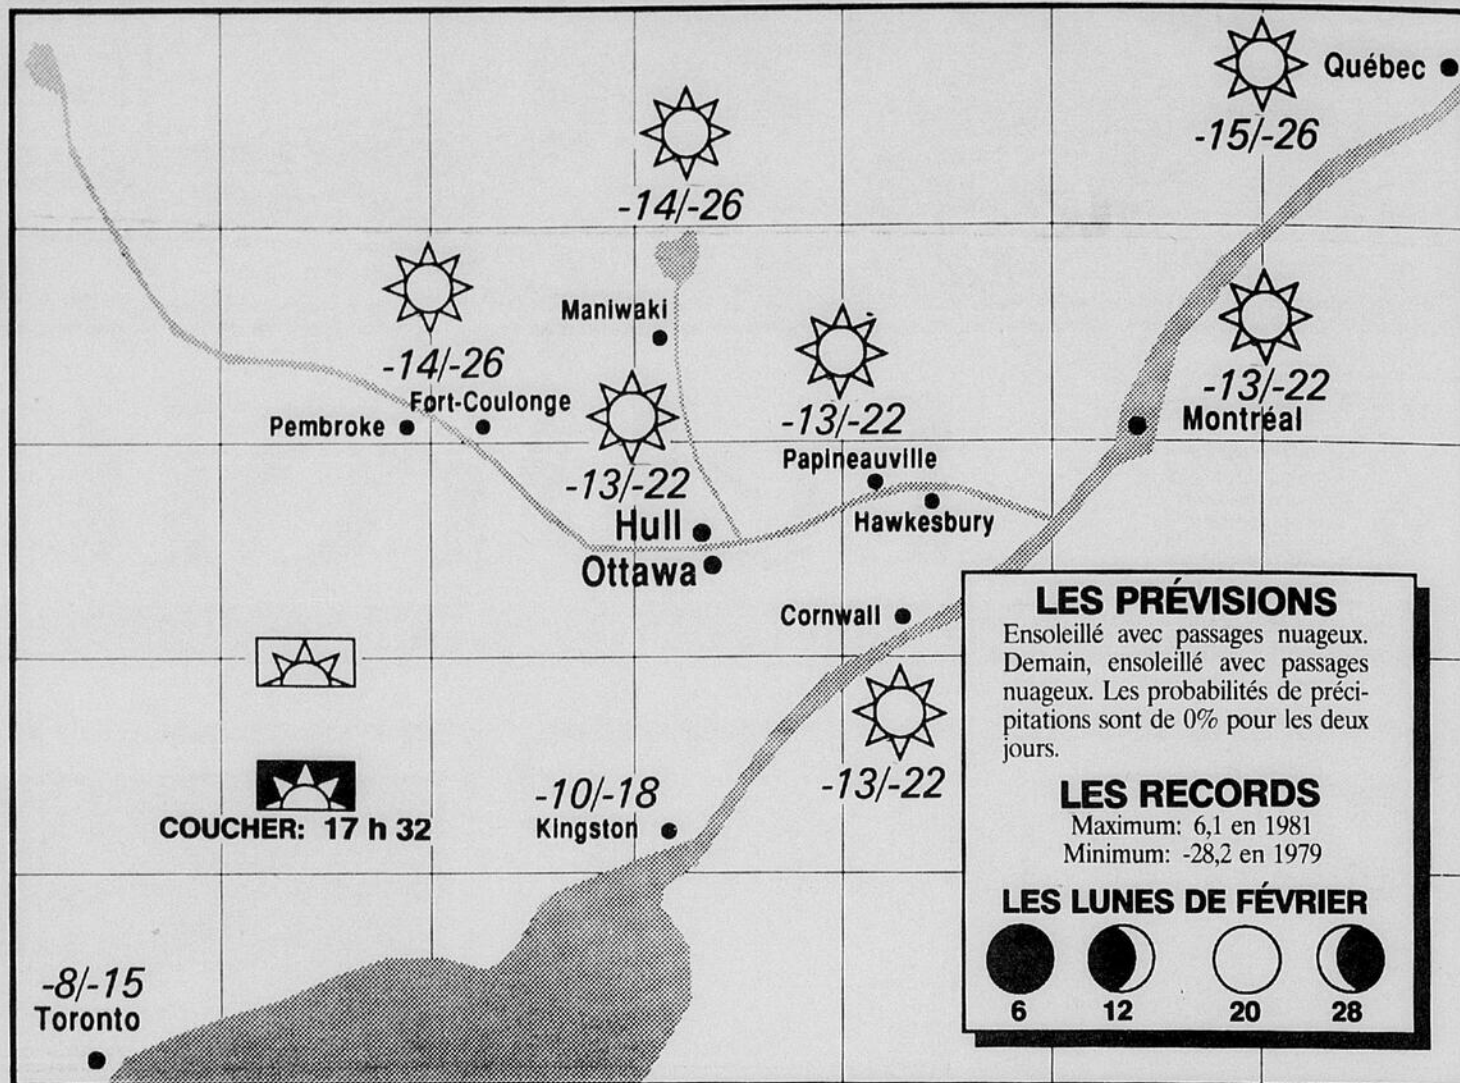 Québec
-15/-26
-14/-26
-14/-26
Maniwaki
-13/-22
Montréal
Fort-Coulonge
Pembroke
-13/-22
Papineauville
Hawkesbury
-13/-22
Hull
Ottawa
Cornwall
-13/-22
-10/-18
Kingston
COUCHER: 17 h 32
-8/-15
Toronto
LES PRÉVISIONS
Ensoleillé avec passages nuageux.
Demain, ensoleillé avec passages
nuageux. Les probabilités de préci-
pitations sont de 0% pour les deux
jours.
LES RECORDS
Maximum: 6,1 en 1981
Minimum: -28,2 en 1979
LES LUNES DE FÉVRIER
6 12 20 28